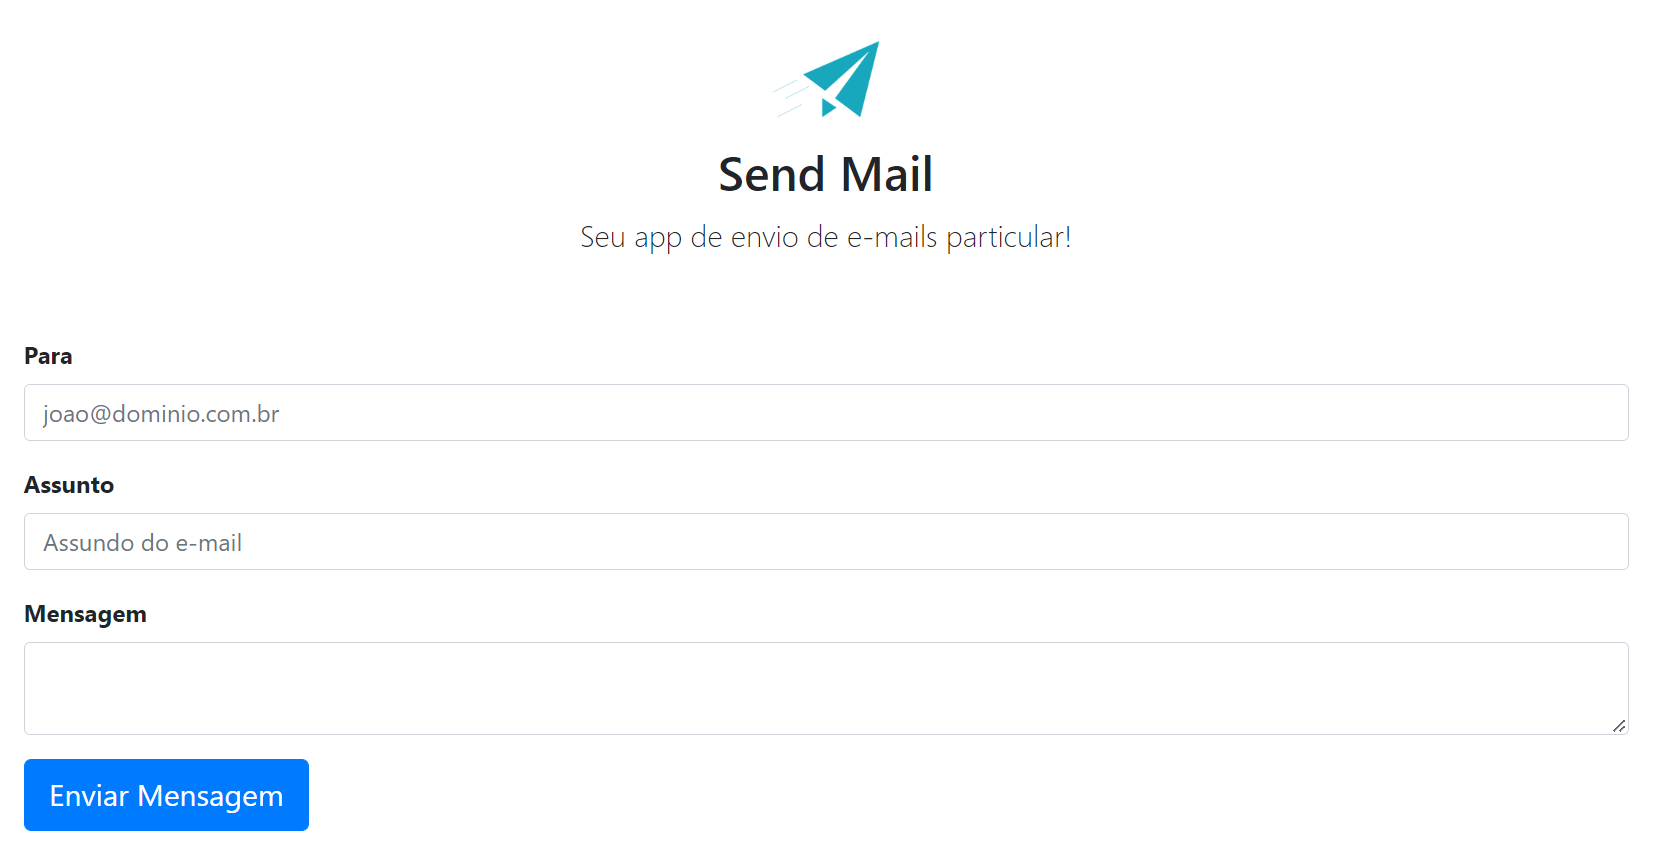 Send Mail
Seu app de envio de e-mails particular!
Para
joao@dominio.com.br
Assunto
Assundo do e-mail
Mensagem
Enviar Mensagem